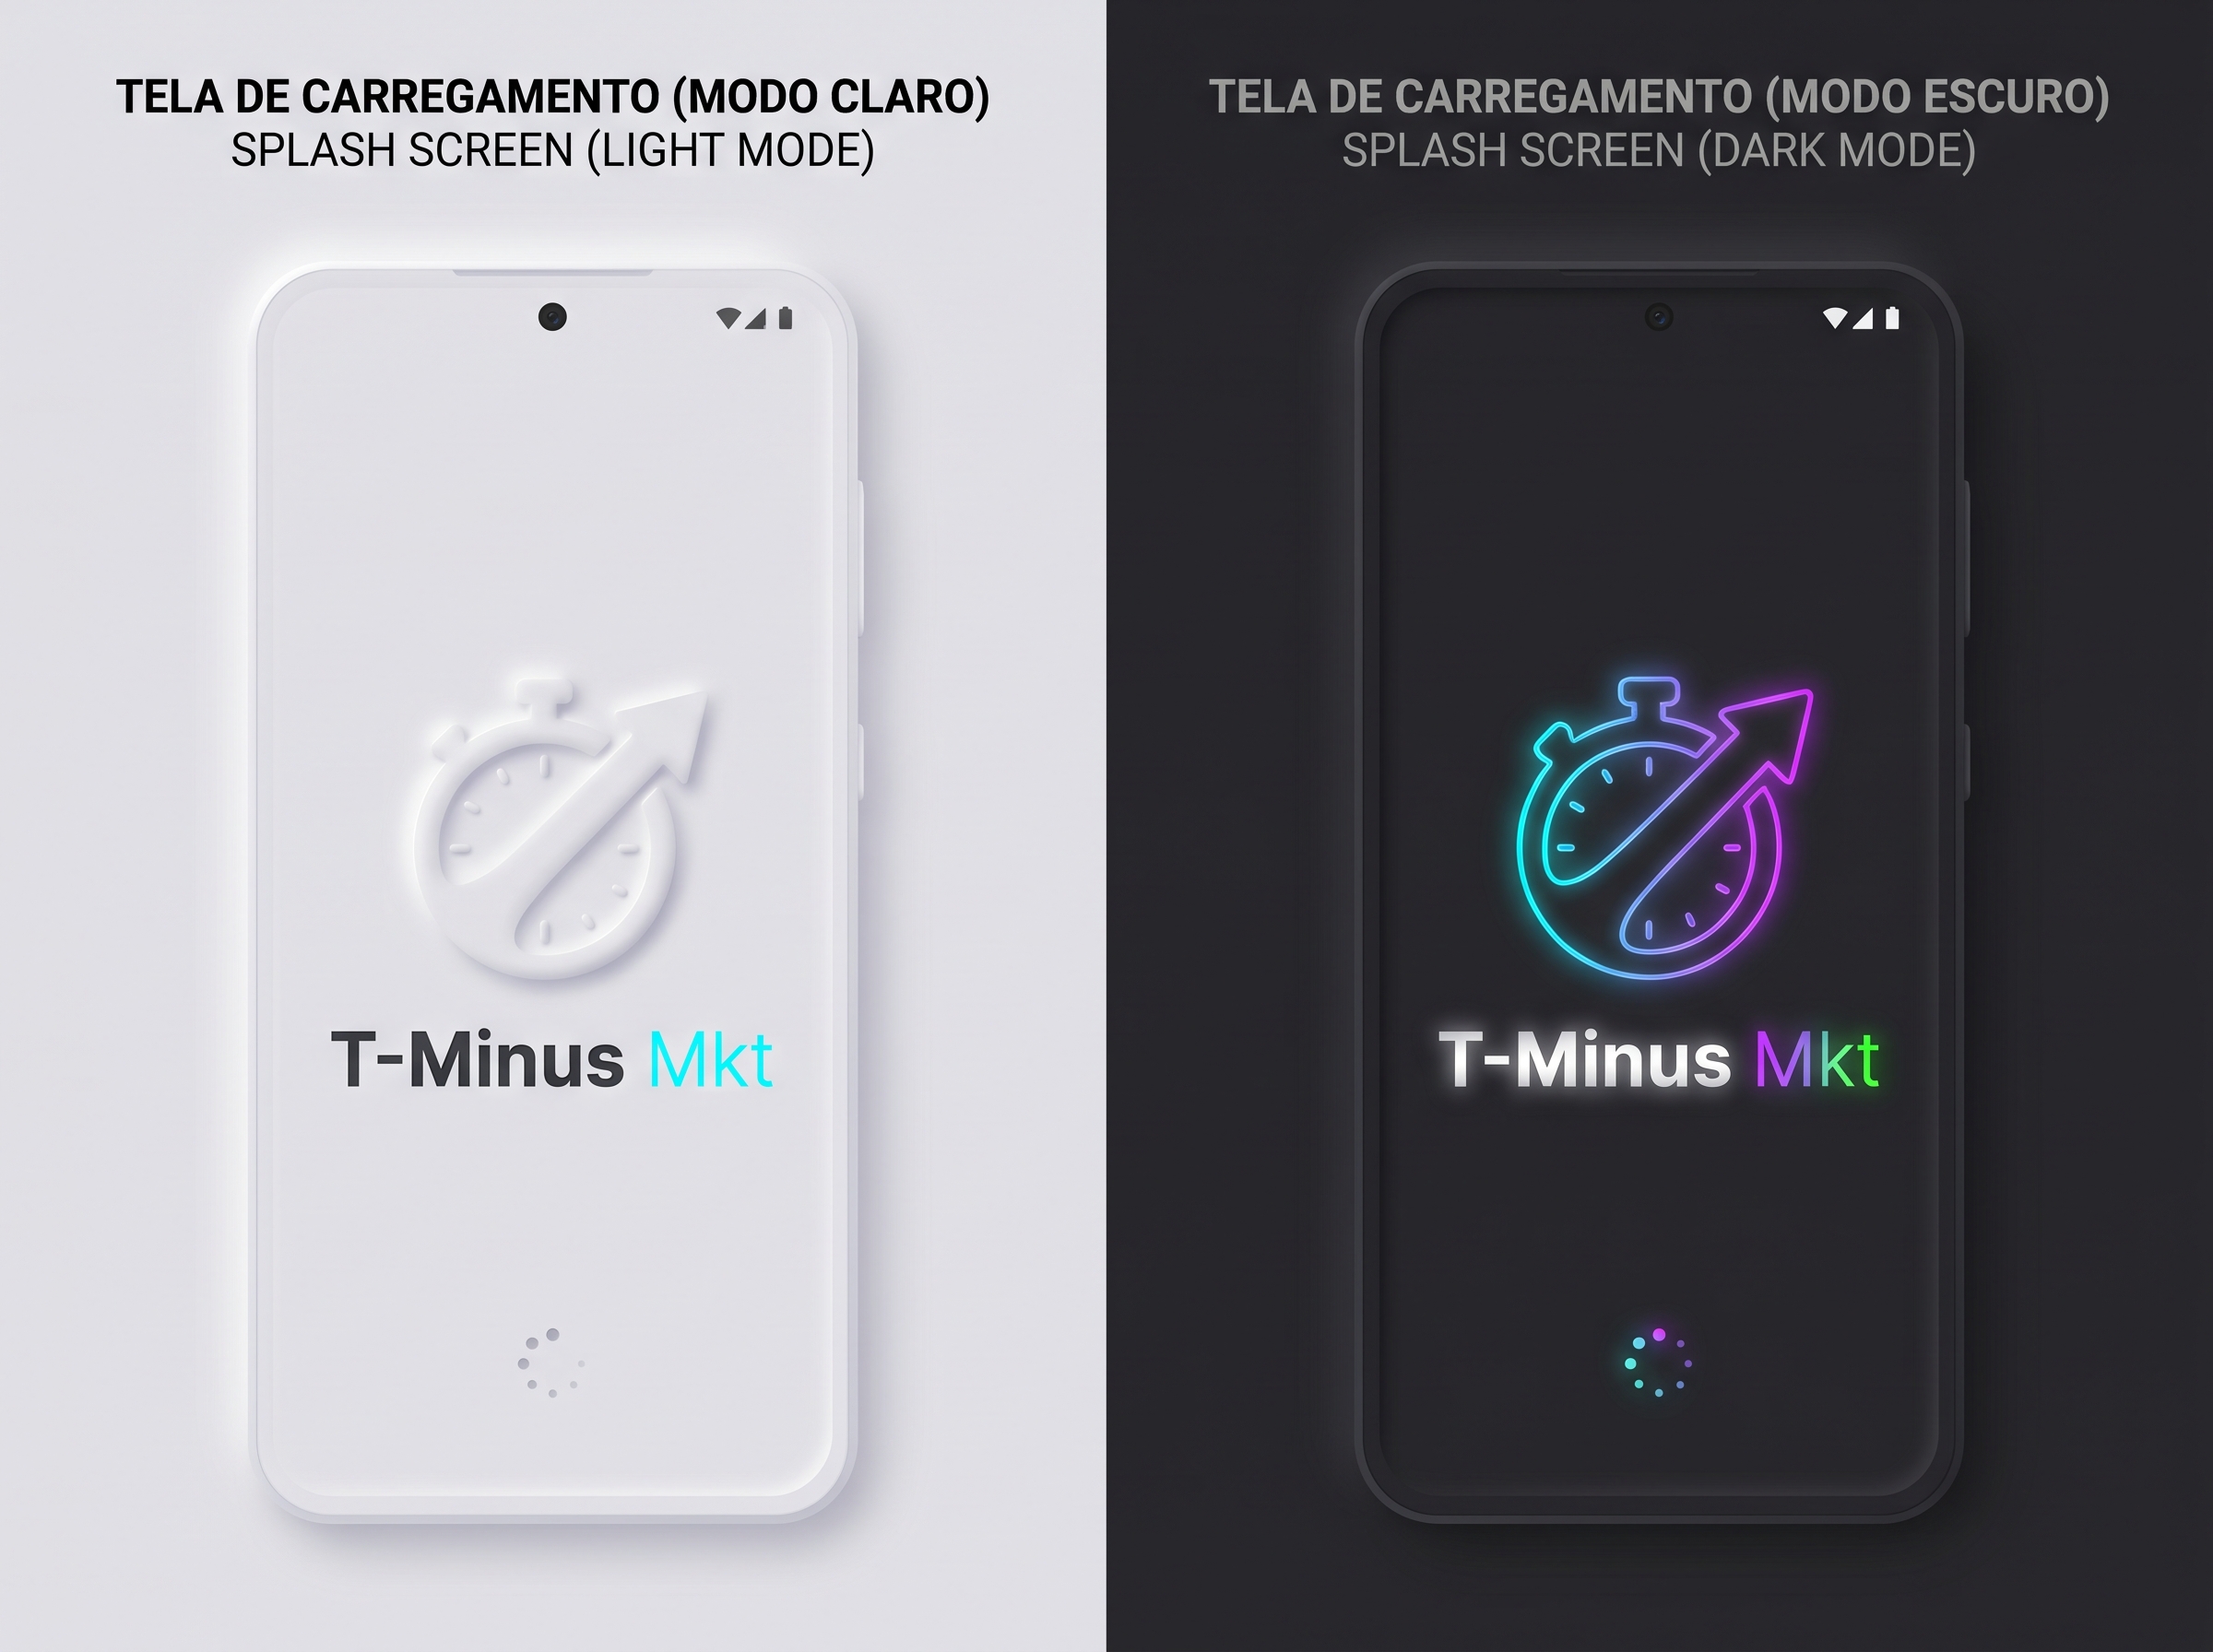 TELA DE CARREGAMENTO (MODO CLARO)
SPLASH SCREEN (LIGHT MODE)
T-Minus Mkt
TELA DE CARREGAMENTO (MODO ESCURO)
SPLASH SCREEN (DARK MODE)
T-Minus Mkt